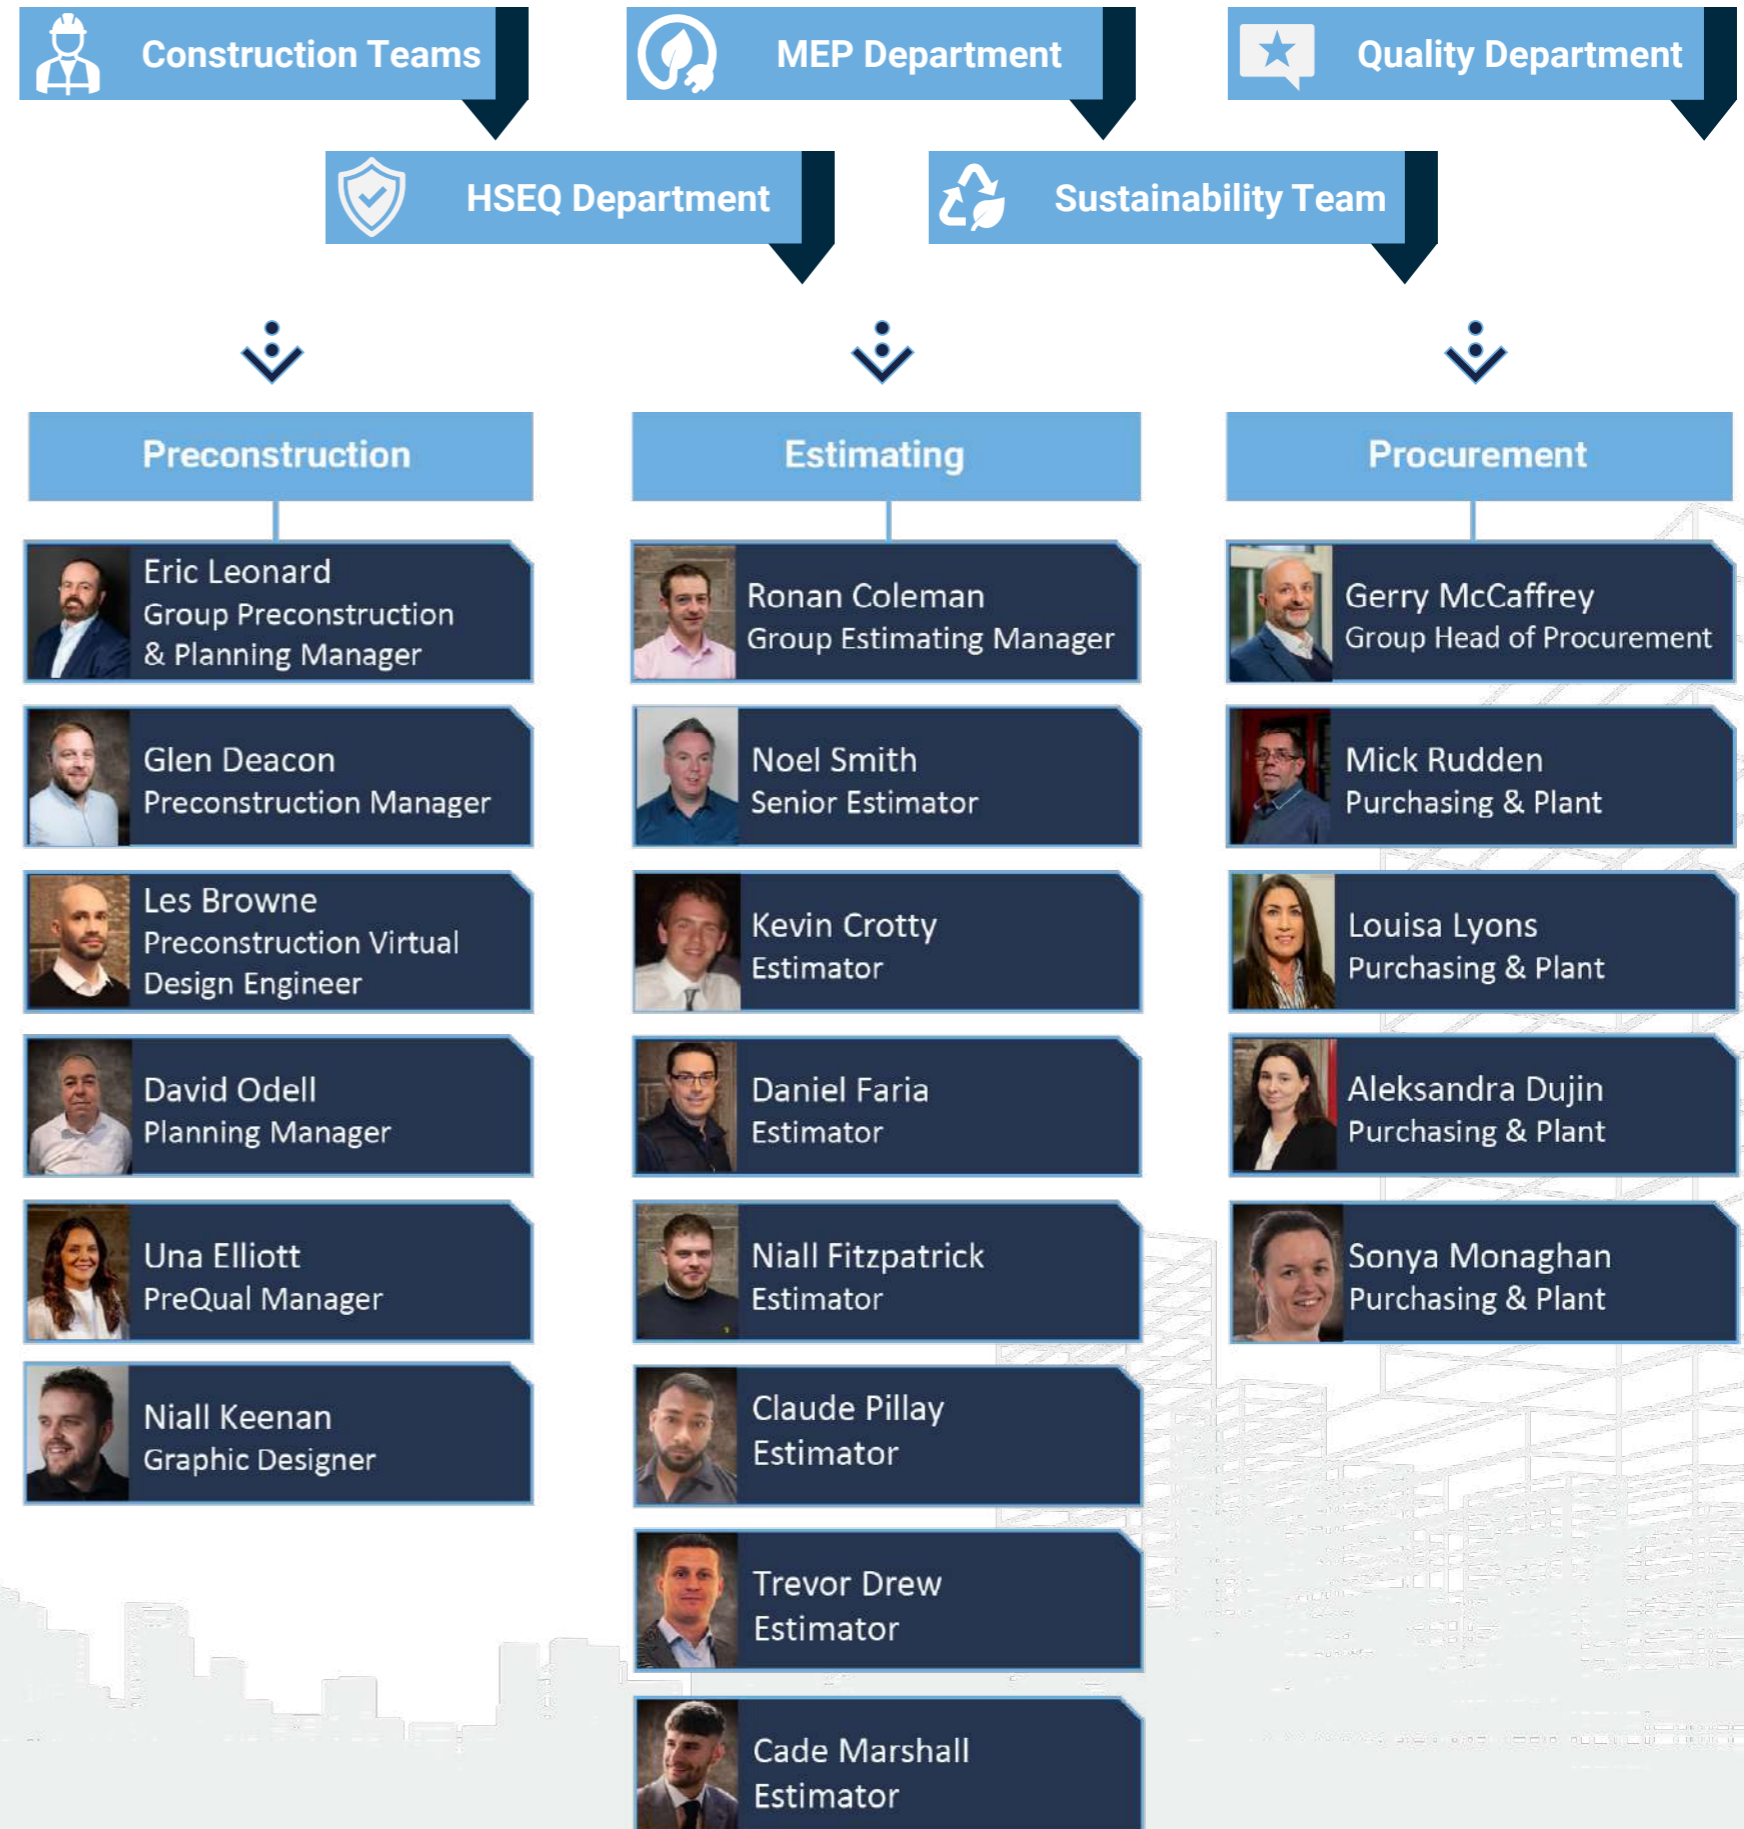 Construction Teams
MEP Department
Quality Department
HSEQ Department
Sustainability Team
Preconstruction
Eric Leonard
Group Preconstruction
& Planning Manager
Glen Deacon
Preconstruction Manager
Les Browne
Preconstruction Virtual
Design Engineer
David Odell
Planning Manager
Una Elliott
PreQual Manager
Niall Keenan
Graphic Designer
Estimating
Ronan Coleman
Group Estimating Manager
Noel Smith
Senior Estimator
Kevin Crotty
Estimator
Daniel Faria
Estimator
Niall Fitzpatrick
Estimator
Claude Pillay
Estimator
Trevor Drew
Estimator
Cade Marshall
Estimator
Procurement
Gerry McCaffrey
Group Head of Procurement
Mick Rudden
Purchasing & Plant
Louisa Lyons
Purchasing & Plant
Aleksandra Dujin
Purchasing & Plant
Sonya Monaghan
Purchasing & Plant